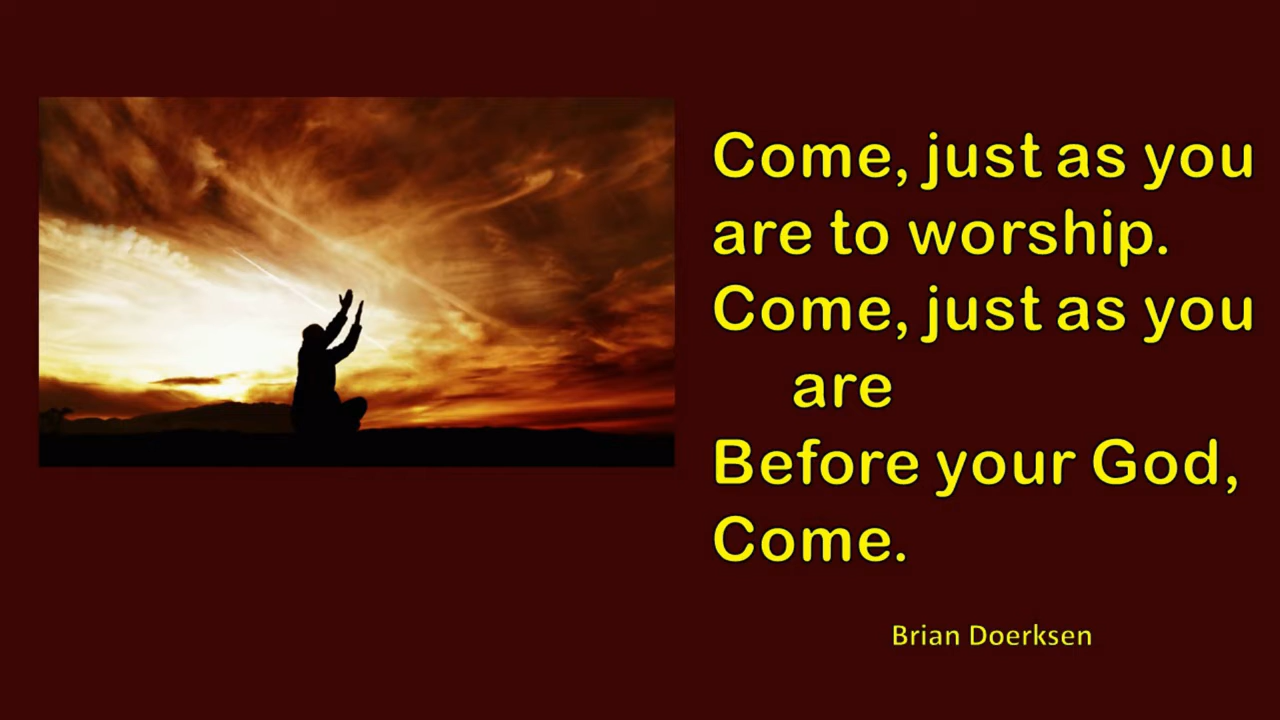 Come, just as you
are to worship.
Come, just as you
are
Before your God,
Come.
Brian Doerksen